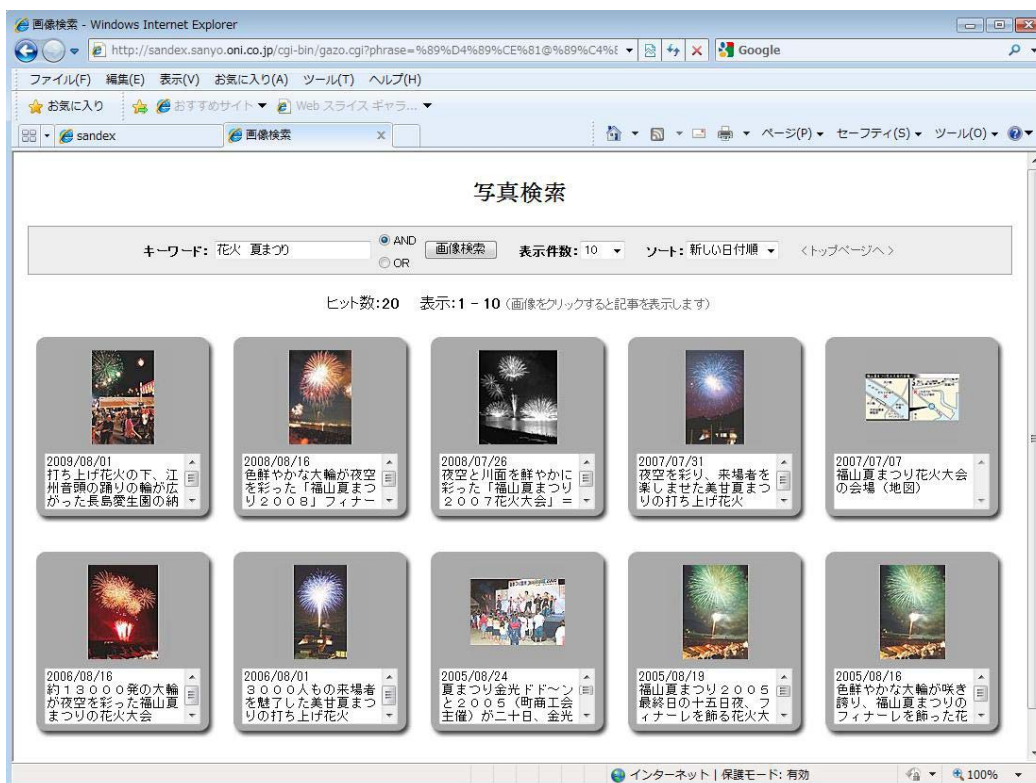 画像検索 - Windows Internet Explorer
http://sandex.sanyo.oni.co.jp/cgi-bin/gazo.cgi?phrase=%89%D4%89%CE%81@%89%C4%8
Google
ファイル(F) 編集(E) 表示(V) お気に入り(A) ツール(T) ヘルプ(H)
お気に入り おすすめサイト Web スライス ギャラ...
sandex 画像検索 x ページ(P) セーフティ(S) ツール(O)
写真検索
キーワード: 花火 夏まつり AND OR 画像検索 表示件数: 10 ソート: 新しい日付順 <トップページへ>
ヒット数:20 表示:1 - 10 (画像をクリックすると記事を表示します)
2009/08/01
打ち上げ花火の下、江
州音頭の踊りの輪が広
がった長島愛生園の納
2008/08/16
色鮮やかな大輪が夜空
を彩った「福山夏まつ
り2008」フィナー
2008/07/26
夜空と川面を鮮やかに
彩った「福山夏まつり
2007花火大会」=
2007/07/31
夜空を彩り、来場者を
楽しませた美甘夏まつ
りの打ち上げ花火
2007/07/07
福山夏まつり花火大会
の会場(地図)
2006/08/16
約13000発の大輪
が夜空を彩った福山夏
まつりの花火大会
2006/08/01
3000人もの来場者
を魅了した美甘夏まつ
りの打ち上げ花火
2005/08/24
夏まつり金光ドド~ン
と2005(町商工会
主催)が二十日、金光
2005/08/19
福山夏まつり2005
最終日の十五日夜、フ
ィナーレを飾る花火大
2005/08/16
色鮮やかな大輪が咲き
誇り、福山夏まつりの
フィナーレを飾った花
インターネット | 保護モード: 有効
100%